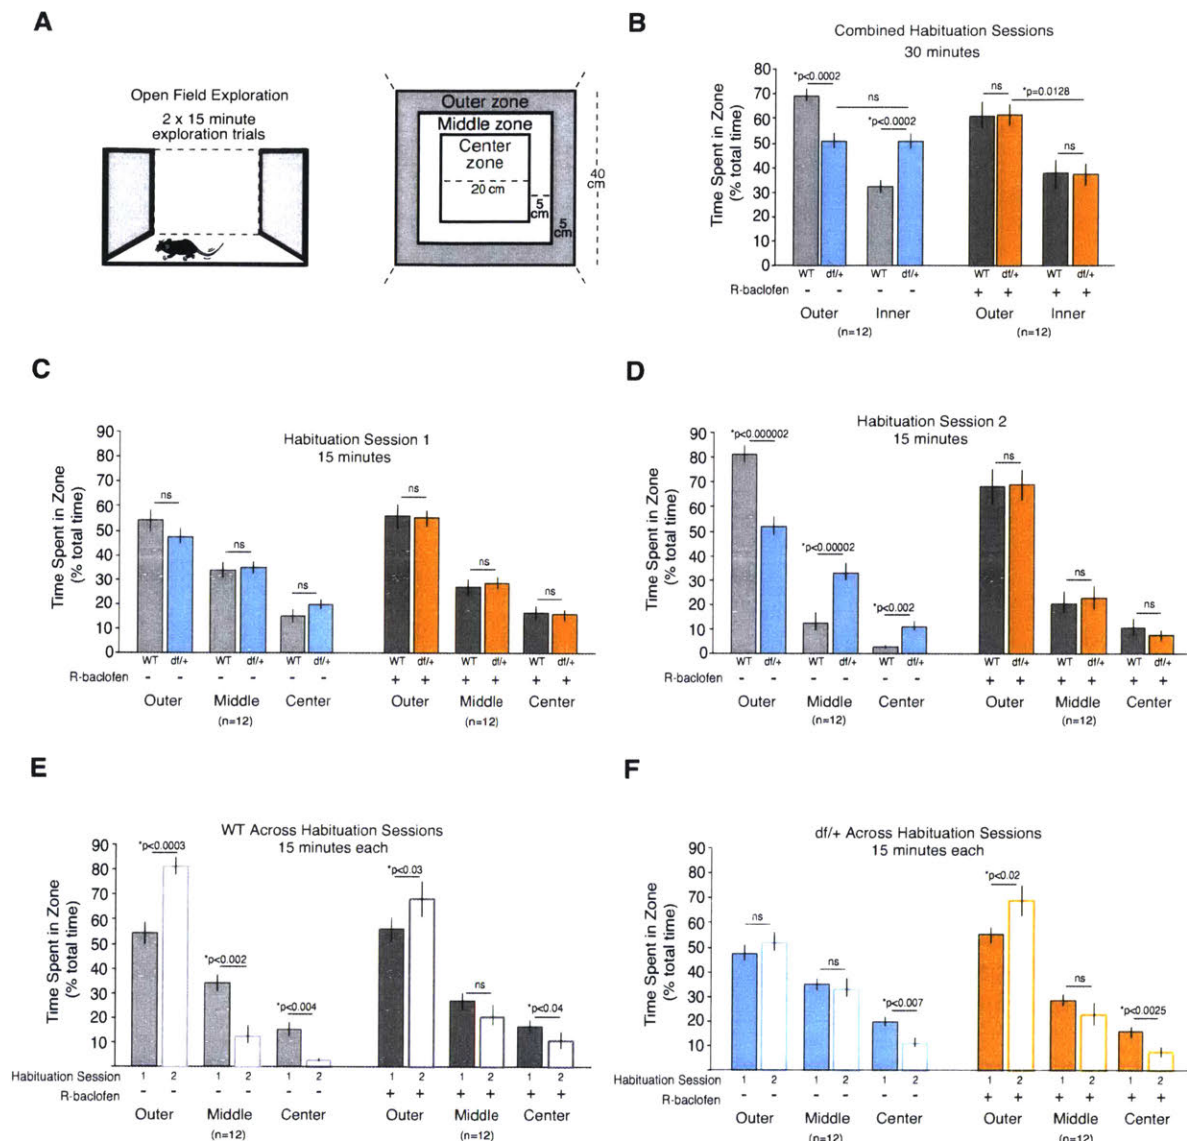 A
Open Field Exploration
2 x 15 minute
exploration trials
Outer zone
Middle zone
Center
zone
20 cm
5
cm
5
cm
40
cm
B
Combined Habituation Sessions
30 minutes
Time Spent in Zone
(% total time)
80
70
60
50
40
30
20
10
0
*p<0.0002
ns
*p<0.0002
ns
*p=0.0128
ns
WT df/+ WT df/+ WT df/+ WT df/+
R-baclofen - - - - + + + +
Outer Inner Outer Inner
(n=12) (n=12)
C
Habituation Session 1
15 minutes
Time Spent in Zone
(% total time)
90
80
70
60
50
40
30
20
10
0
ns
ns
ns
ns
ns
ns
WT df/+ WT df/+ WT df/+ WT df/+ WT df/+ WT df/+
R-baclofen - - - - - - + + + + + +
Outer Middle Center Outer Middle Center
(n=12) (n=12)
D
Habituation Session 2
15 minutes
Time Spent in Zone
(% total time)
90
80
70
60
50
40
30
20
10
0
*p<0.000002
*p<0.00002
*p<0.002
ns
ns
ns
WT df/+ WT df/+ WT df/+ WT df/+ WT df/+ WT df/+
R-baclofen - - - - - - + + + + + +
Outer Middle Center Outer Middle Center
(n=12) (n=12)
E
WT Across Habituation Sessions
15 minutes each
Time Spent in Zone
(% total time)
90
80
70
60
50
40
30
20
10
*p<0.0003
*p<0.002
*p<0.004
*p<0.03
ns
*p<0.04
Habituation Session 1 2 1 2 1 2 1 2 1 2 1 2
R-baclofen - - - - - - + + + + + +
Outer Middle Center Outer Middle Center
(n=12) (n=12)
F
df/+ Across Habituation Sessions
15 minutes each
Time Spent in Zone
(% total time)
90
80
70
60
50
40
30
20
10
ns
ns
*p<0.007
*p<0.02
ns
*p<0.0025
Habituation Session 1 2 1 2 1 2 1 2 1 2 1 2
R-baclofen - - - - - - + + + + + +
Outer Middle Center Outer Middle Center
(n=12) (n=12)